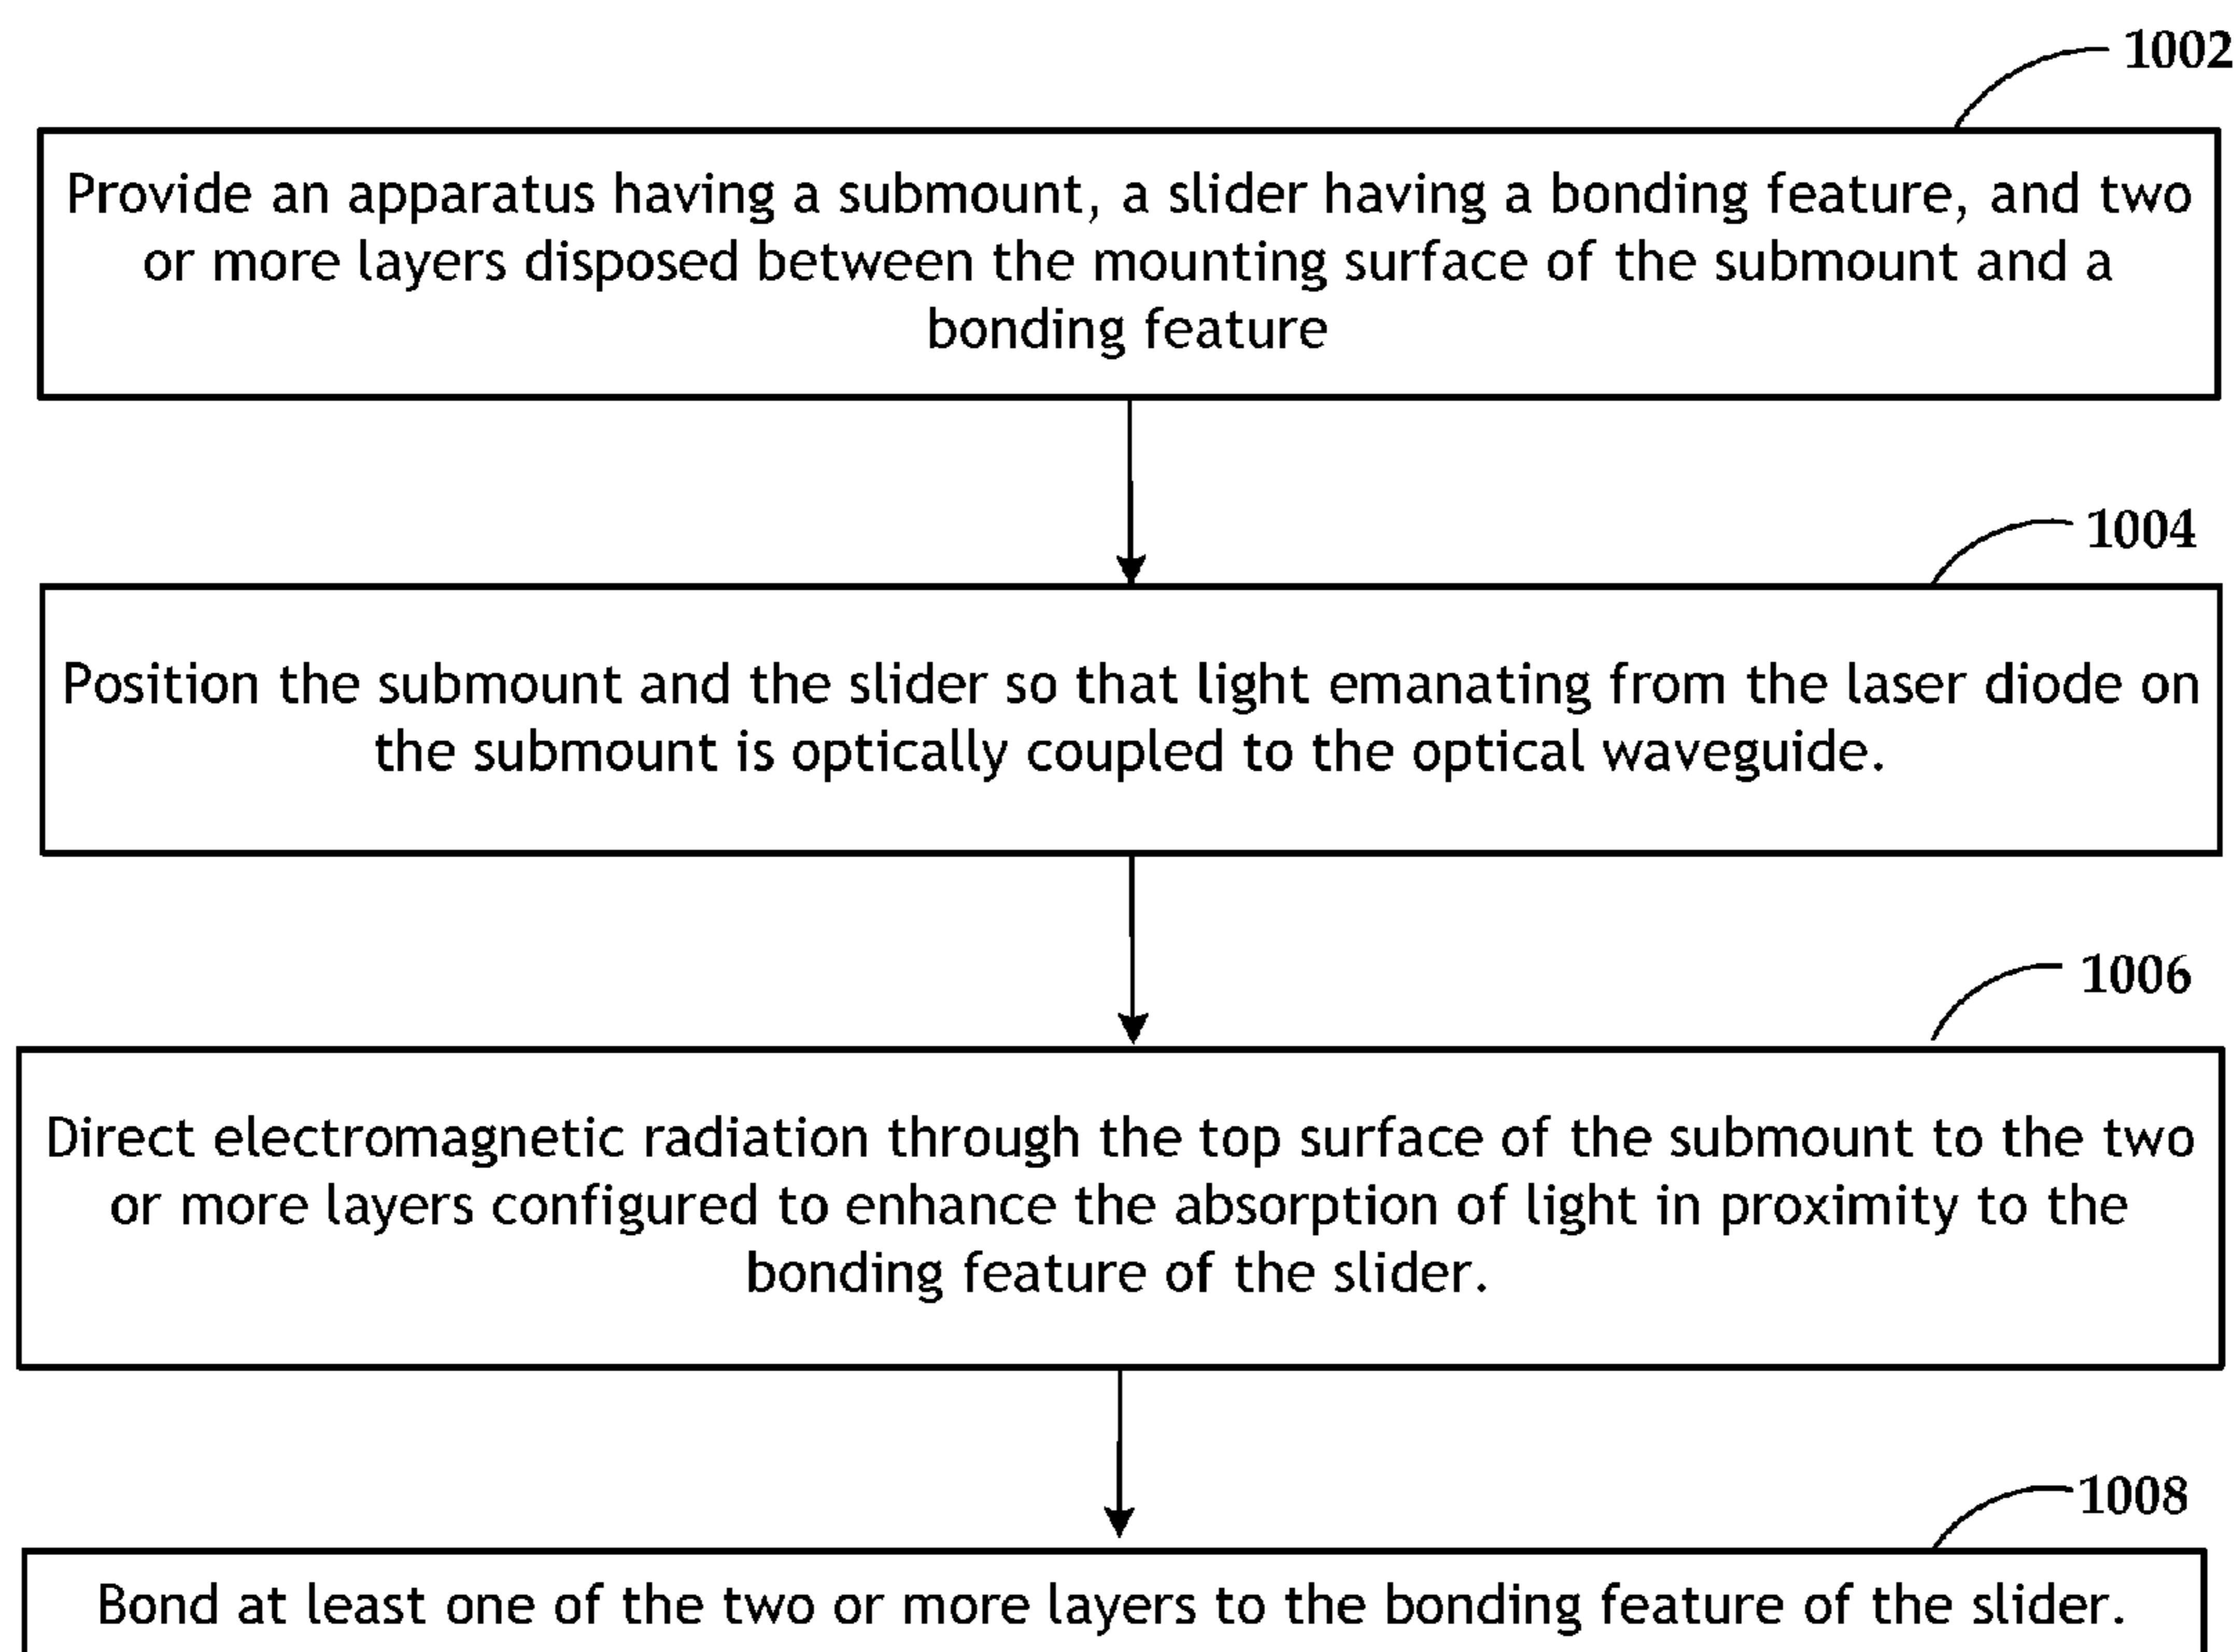 1002
Provide an apparatus having a submount, a slider having a bonding feature, and two
or more layers disposed between the mounting surface of the submount and a
bonding feature
1004
Position the submount and the slider so that light emanating from the laser diode on
the submount is optically coupled to the optical waveguide.
1006
Direct electromagnetic radiation through the top surface of the submount to the two
or more layers configured to enhance the absorption of light in proximity to the
bonding feature of the slider.
1008
Bond at least one of the two or more layers to the bonding feature of the slider.